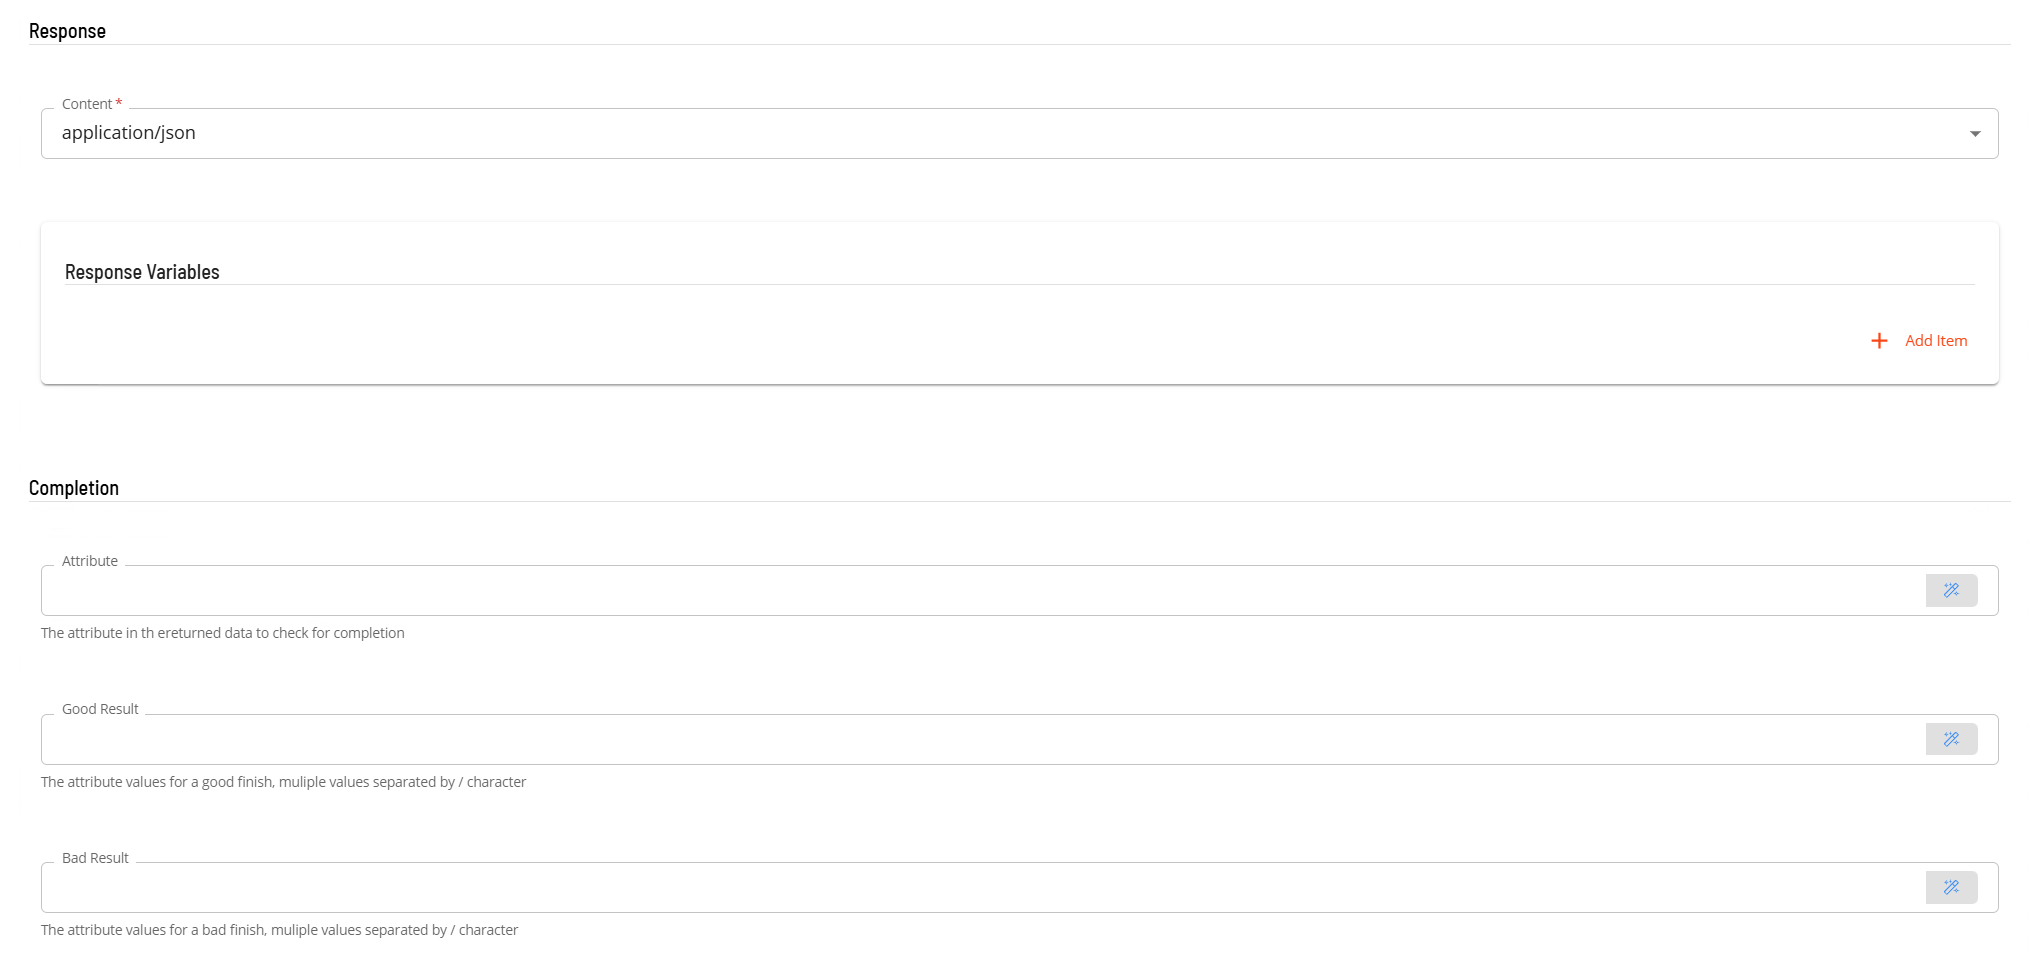 Response
Content *
application/json
Response Variables
Add Item
Completion
Attribute
The attribute in th ereturned data to check for completion
Good Result
The attribute values for a good finish, muliple values separated by / character
Bad Result
The attribute values for a bad finish, muliple values separated by / character